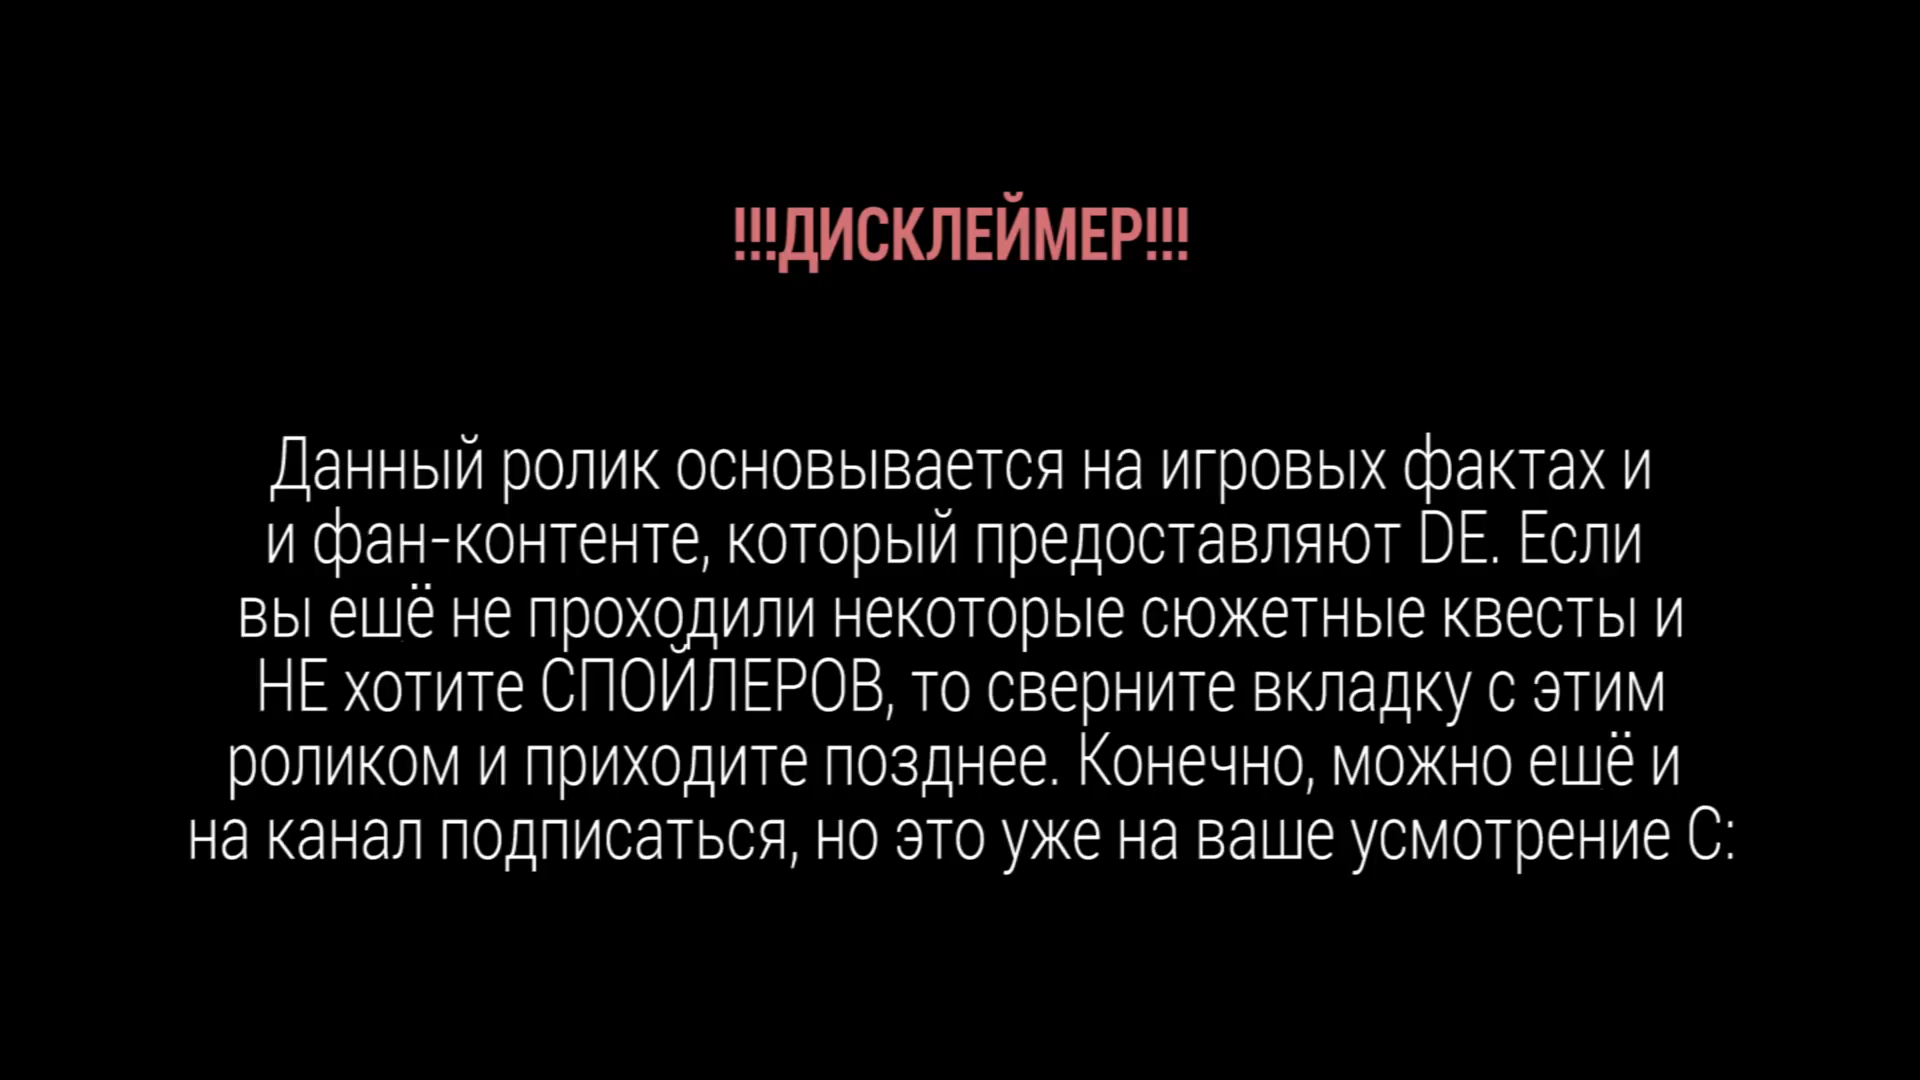 !!!ДИСКЛЕЙМЕР!!!
Данный ролик основывается на игровых фактах и
и фан-контенте, который предоставляют DE. Если
вы ешё не проходили некоторые сюжетные квесты и
НЕ хотите СПОЙЛЕРОВ, то сверните вкладку с этим
роликом и приходите позднее. Конечно, можно ешё и
на канал подписаться, но это уже на ваше усмотрение С: